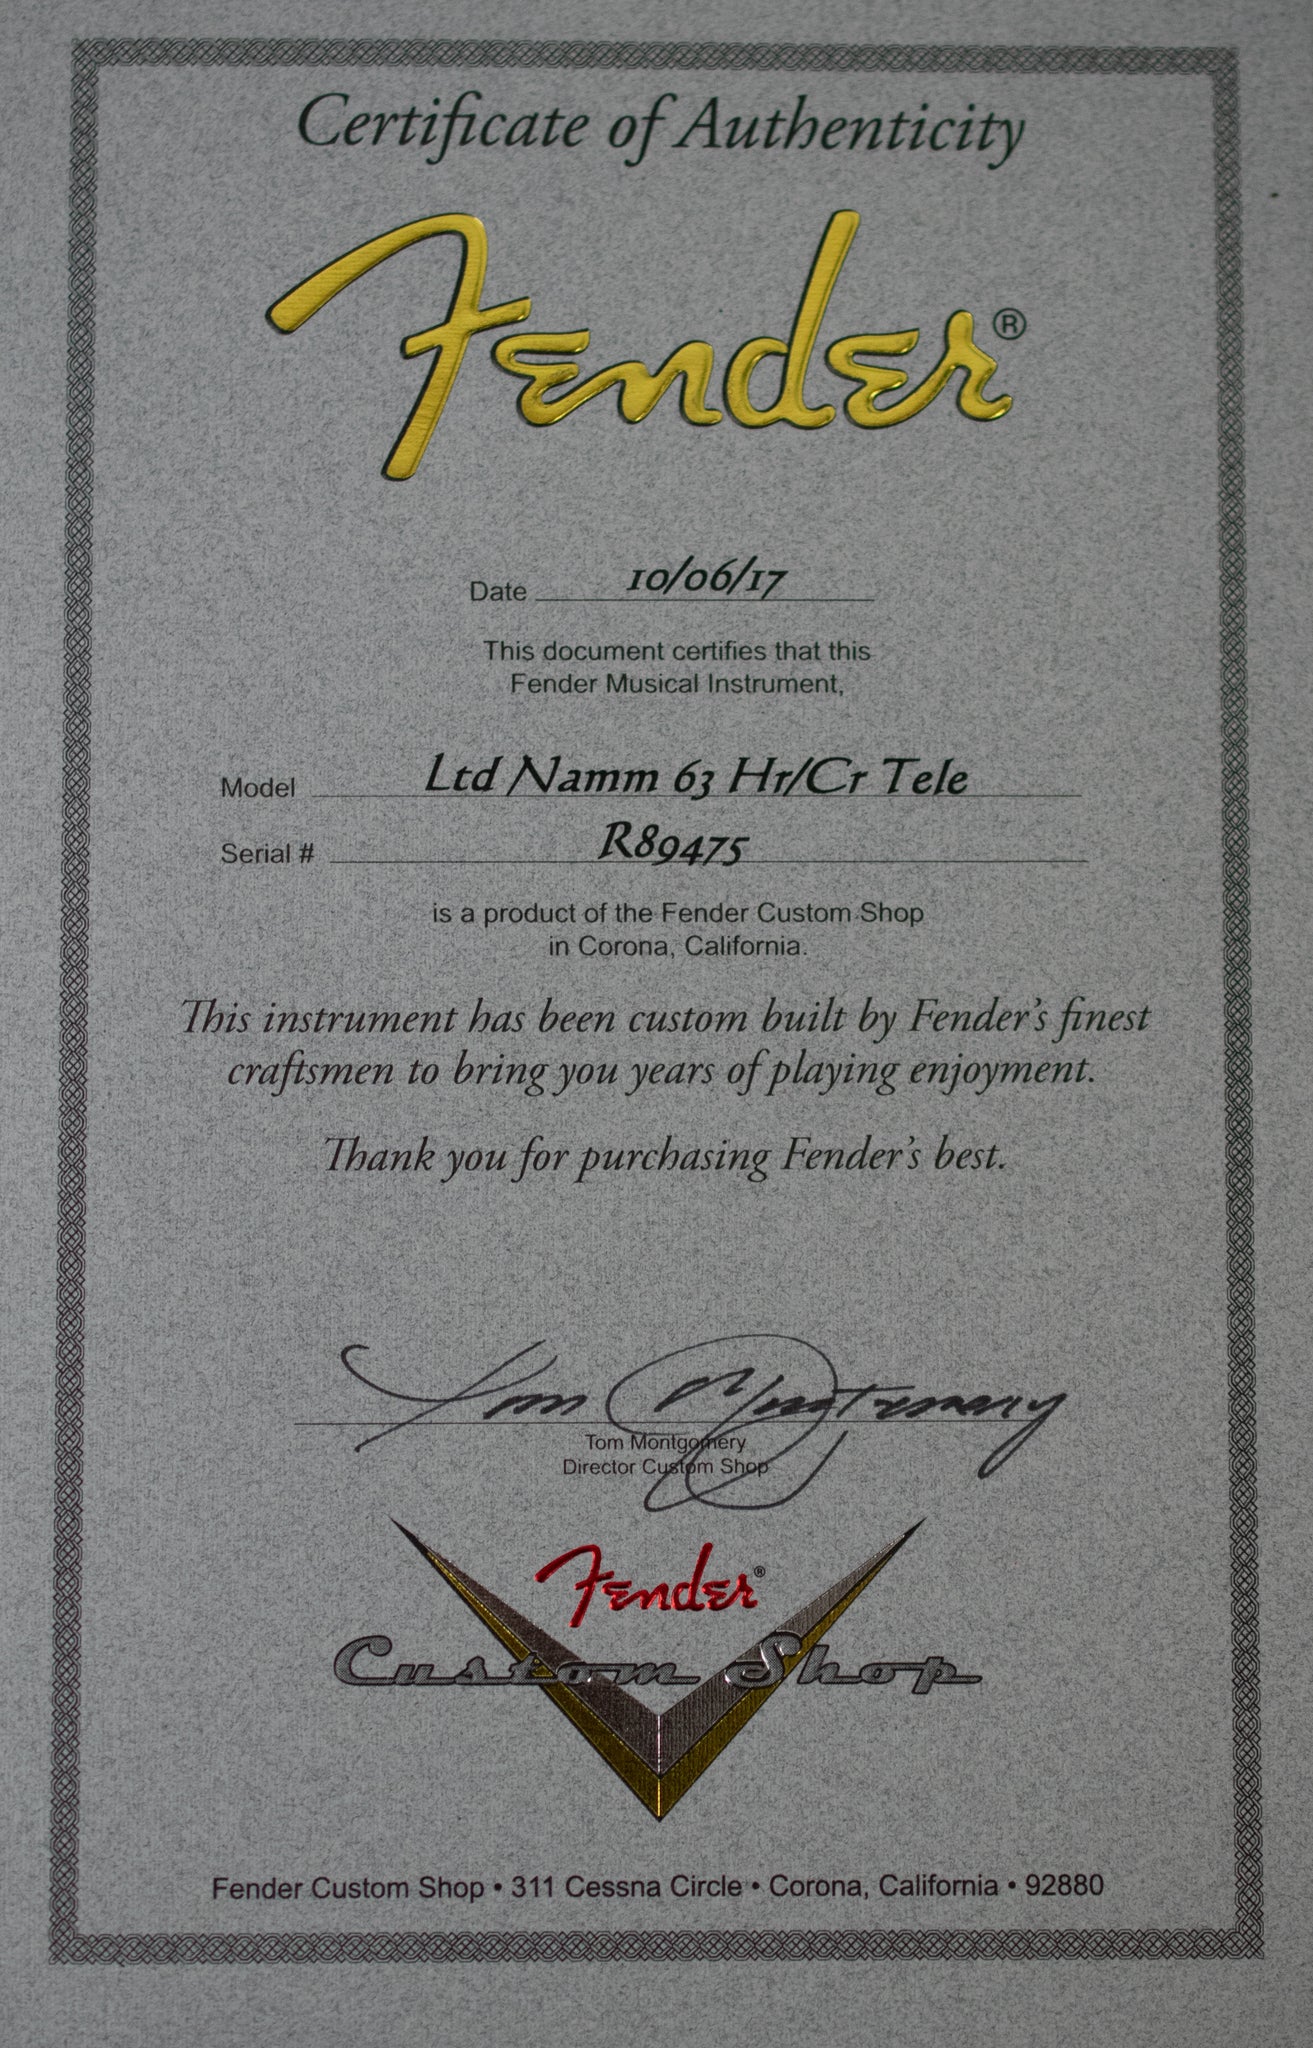 Certificate of Authenticity
Fender®
Date 10/06/17
This document certifies that this
Fender Musical Instrument,
Model Ltd Namm 63 Hr/Cr Tele
Serial # R89475
is a product of the Fender Custom Shop
in Corona, California.
This instrument has been custom built by Fender's finest
craftsmen to bring you years of playing enjoyment.
Thank you for purchasing Fender's best.
Tom Montgomery
Tom Montgomery
Director Custom Shop
Fender®
Custom Shop
Fender Custom Shop • 311 Cessna Circle • Corona, California • 92880